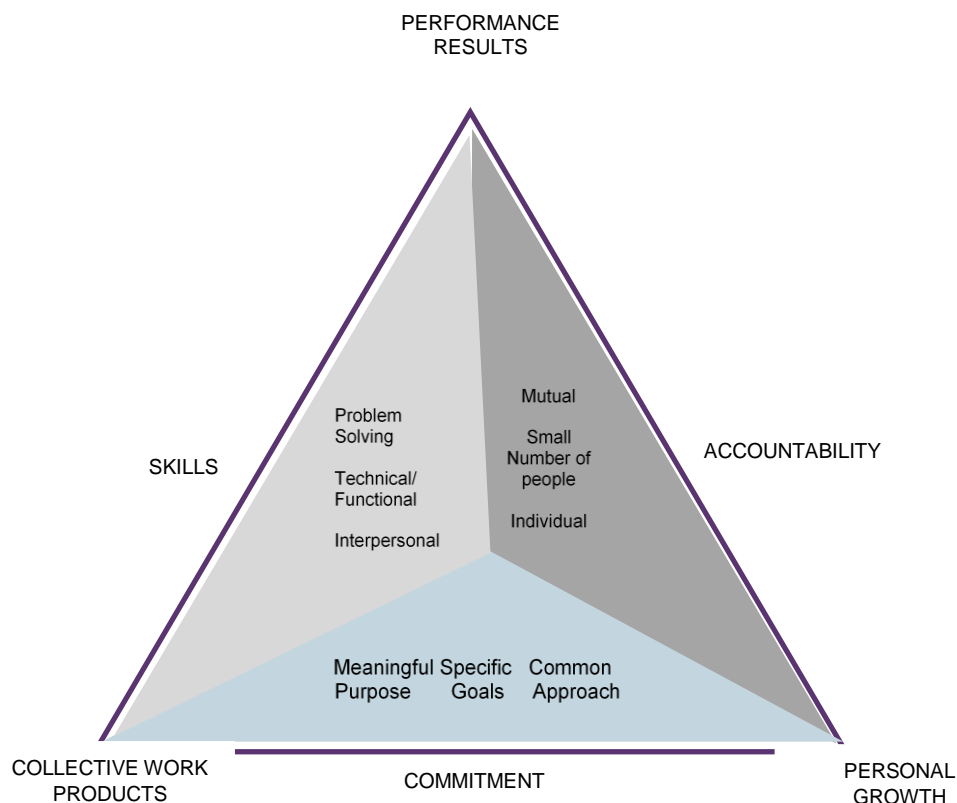 PERFORMANCE
RESULTS
Mutual
Problem
Solving
Small
Number of
people
ACCOUNTABILITY
SKILLS
Technical/
Functional
Individual
Interpersonal
Meaningful Specific Common
Purpose Goals Approach
COLLECTIVE WORK
PRODUCTS
COMMITMENT
PERSONAL
GROWTH